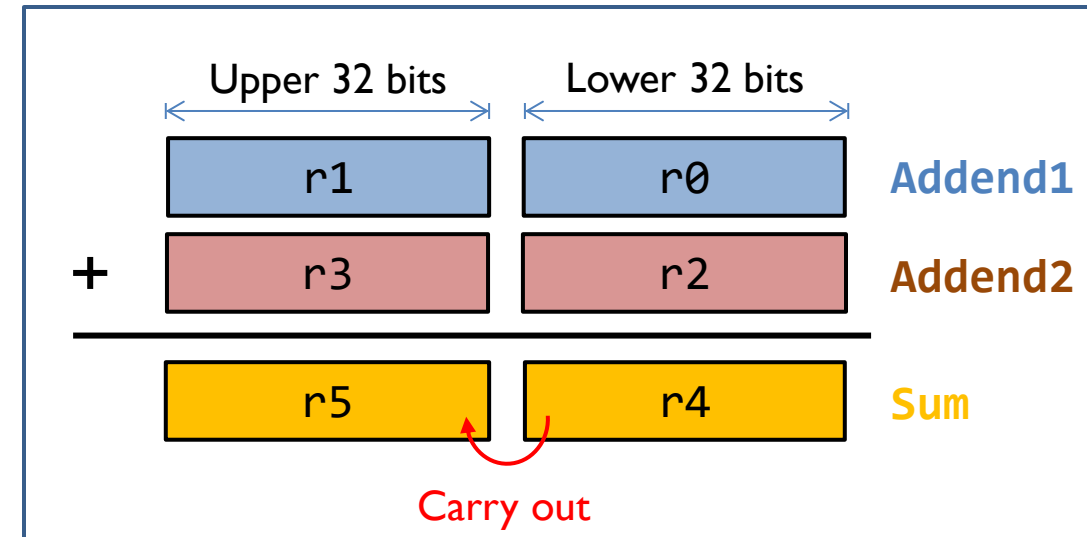 Upper 32 bits Lower 32 bits
r1 r0 Addend1
+ r3 r2 Addend2
r5 r4 Sum
Carry out